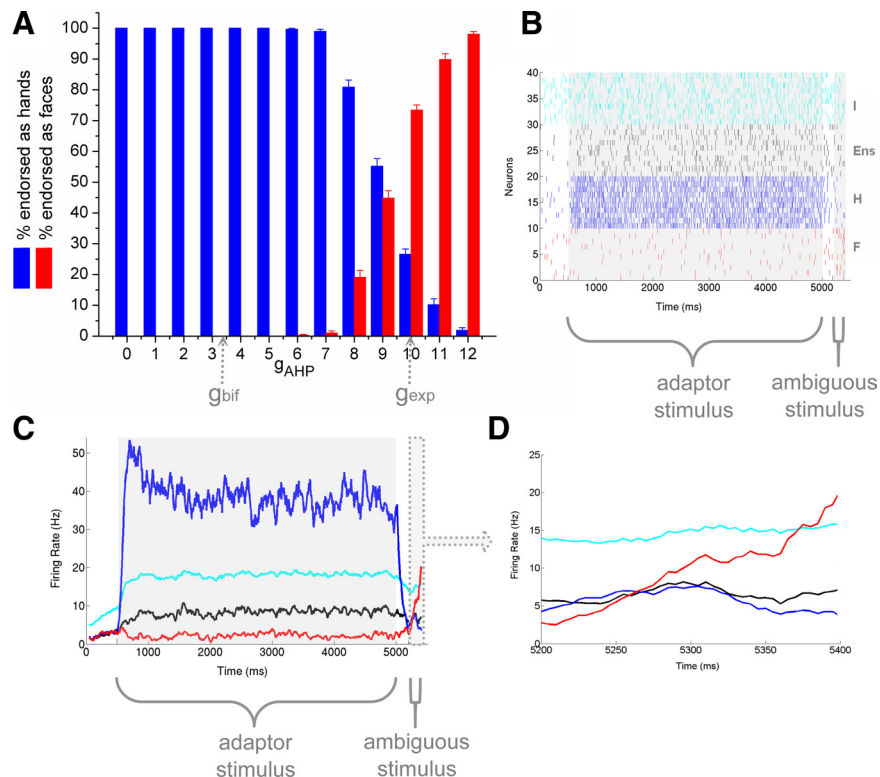 A
% endorsed as hands
% endorsed as faces
100
90
80
70
60
50
40
30
20
10
0
0 1 2 3 4 5 6 7 8 9 10 11 12
gAHP
gbif
gexp
B
Neurons
40
35
30
25
20
15
10
5
0
I
Ens
H
F
0 1000 2000 3000 4000 5000
Time (ms)
adaptor
stimulus
ambiguous
stimulus
C
Firing Rate (Hz)
50
40
30
20
10
0
0 1000 2000 3000 4000 5000
Time (ms)
adaptor
stimulus
ambiguous
stimulus
D
Firing Rate (Hz)
25
20
15
10
5
0
5200 5250 5300 5350 5400
Time (ms)